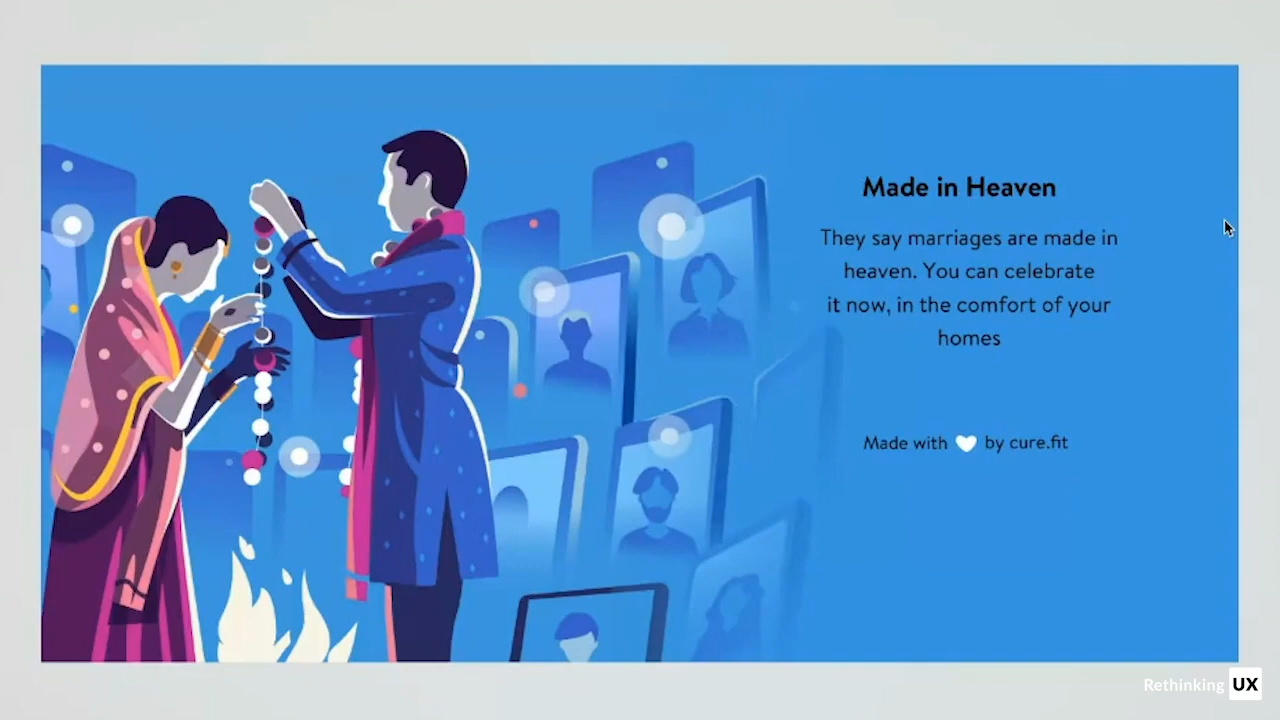 Made in Heaven
They say marriages are made in
heaven. You can celebrate
it now, in the comfort of your
homes
Made with by cure.fit
Rethinking UX